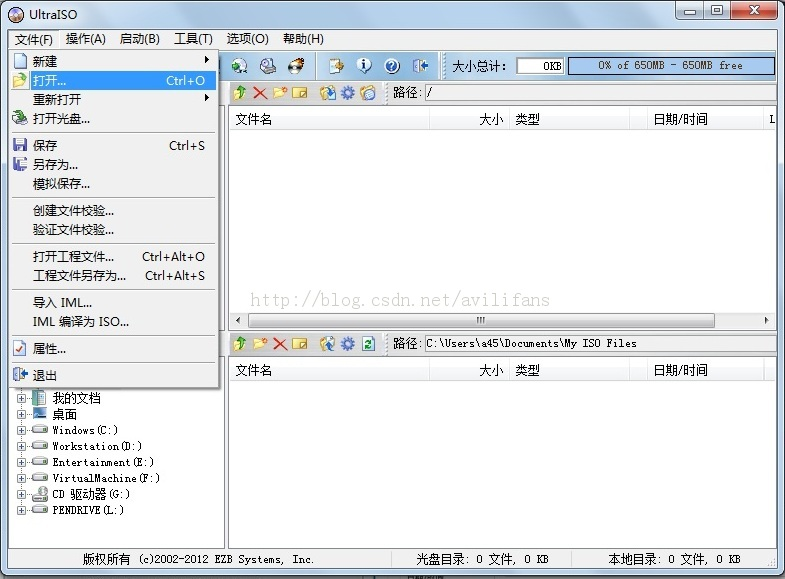 UltraISO
文件(F) 操作(A) 启动(B) 工具(T) 选项(O) 帮助(H)
新建
打开... Ctrl+O
重新打开
打开光盘...
保存 Ctrl+S
另存为...
模拟保存...
创建文件校验...
验证文件校验...
打开工程文件... Ctrl+Alt+O
工程文件另存为... Ctrl+Alt+S
导入 IML...
IML 编译为 ISO...
属性...
退出
大小总计: 0KB 0% of 650MB - 650MB free
路径: /
文件名 大小 类型 日期/时间 L
http://blog.csdn.net/avilifans
路径: C:\Users\a45\Documents\My ISO Files
文件名 大小 类型 日期/时间
我的文档
桌面
Windows(C:)
Workstation(D:)
Entertainment(E:)
VirtualMachine(F:)
CD 驱动器(G:)
PENDRIVE(L:)
版权所有 (c)2002-2012 EZB Systems, Inc. 光盘目录: 0 文件, 0 KB 本地目录: 0 文件, 0 KB